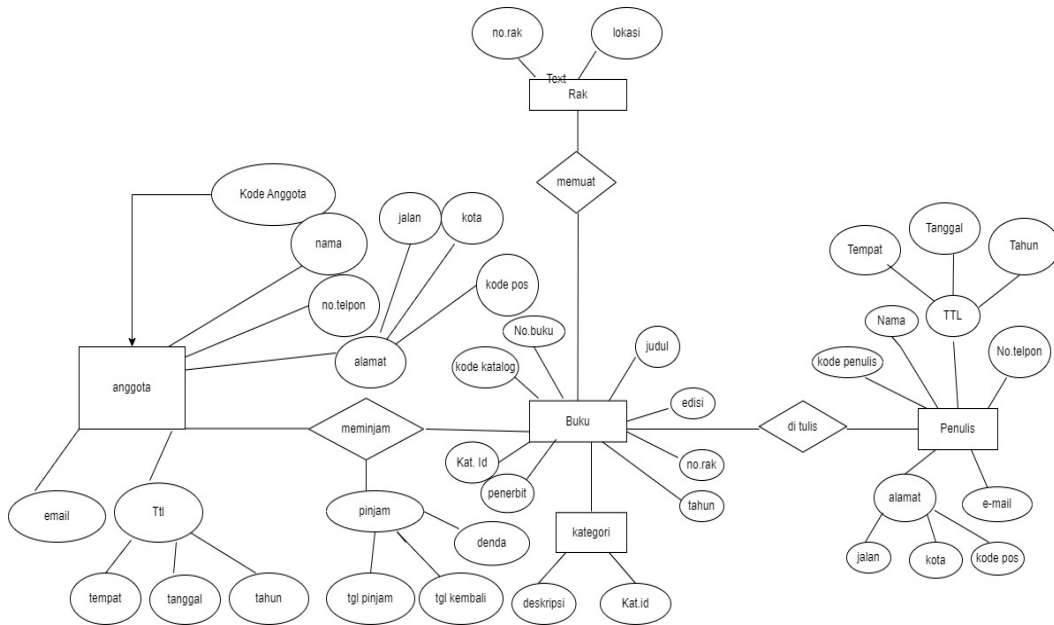 no.rak
lokasi
Text
Rak
memuat
Kode Anggota
nama
no.telpon
jalan
kota
kode pos
alamat
anggota
email
Ttl
tempat
tanggal
tahun
meminjam
pinjam
denda
tgl pinjam
tgl kembali
No.buku
kode katalog
judul
edisi
Buku
Kat. Id
penerbit
no.rak
tahun
kategori
deskripsi
Kat.id
di tulis
Tempat
Tanggal
Tahun
TTL
Nama
kode penulis
No.telpon
Penulis
alamat
e-mail
jalan
kota
kode pos